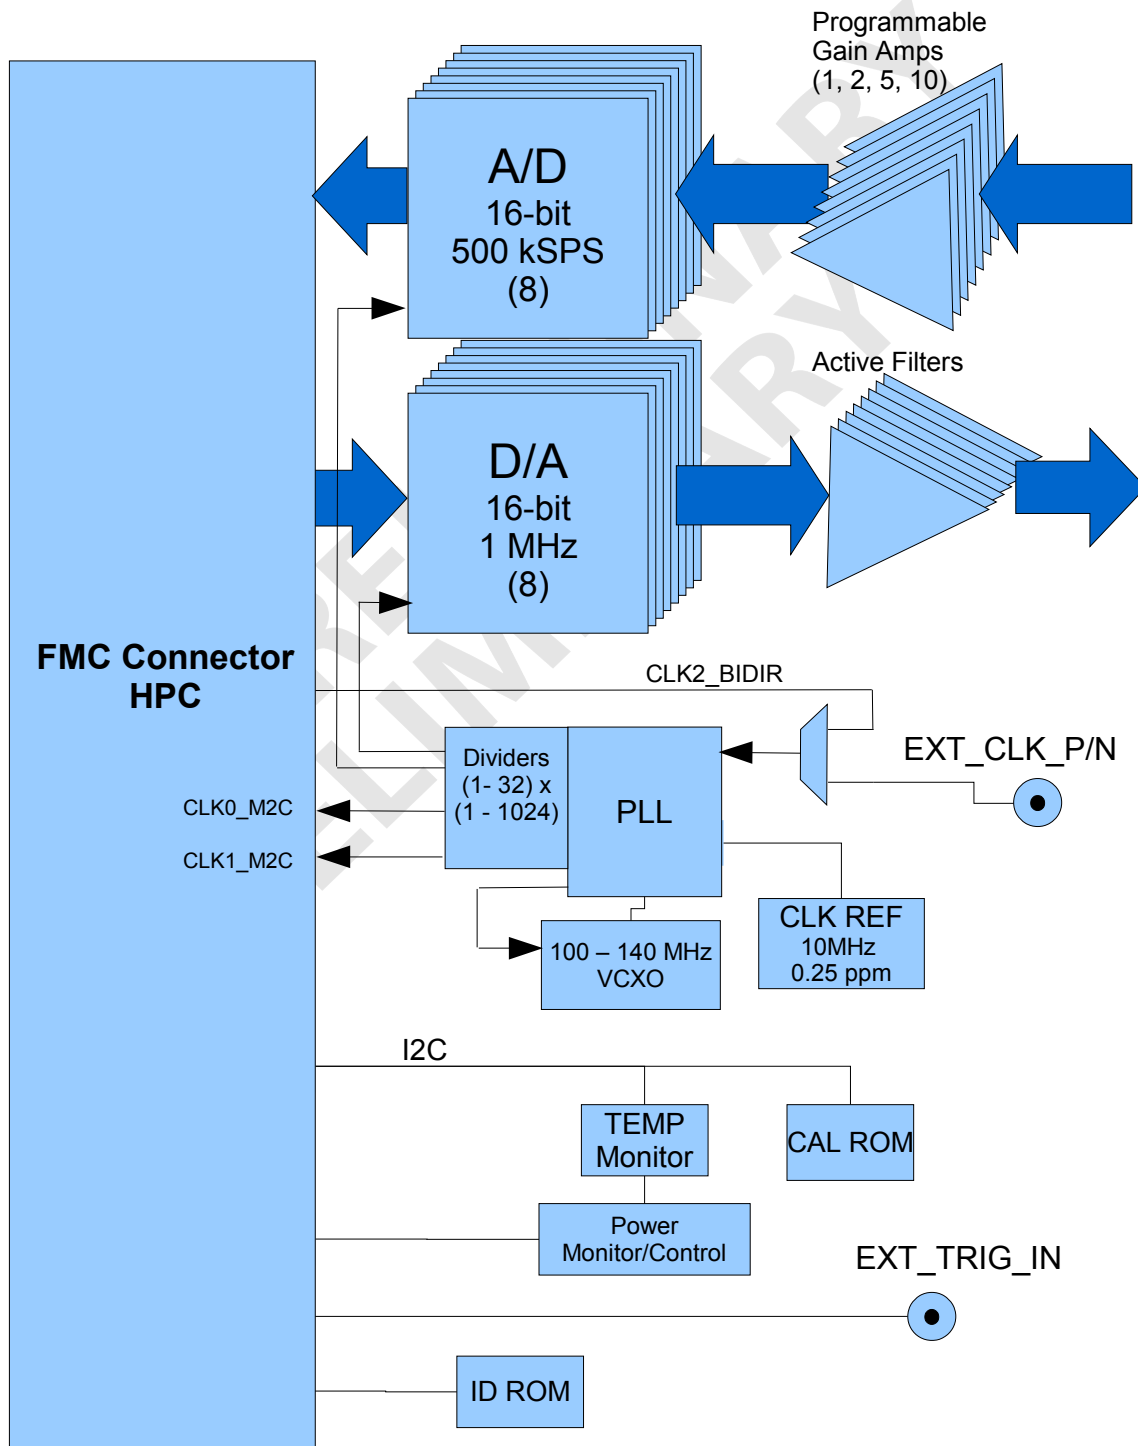 Programmable
Gain Amps
(1, 2, 5, 10)
A/D
16-bit
500 kSPS
(8)
Active Filters
D/A
16-bit
1 MHz
(8)
FMC Connector
HPC
CLK2_BIDIR
EXT_CLK_P/N
Dividers
(1- 32) x
(1 - 1024)
PLL
CLK0_M2C
CLK1_M2C
CLK REF
10MHz
0.25 ppm
100 – 140 MHz
VCXO
I2C
TEMP
Monitor
CAL ROM
Power
Monitor/Control
EXT_TRIG_IN
ID ROM
PRELIMINARY